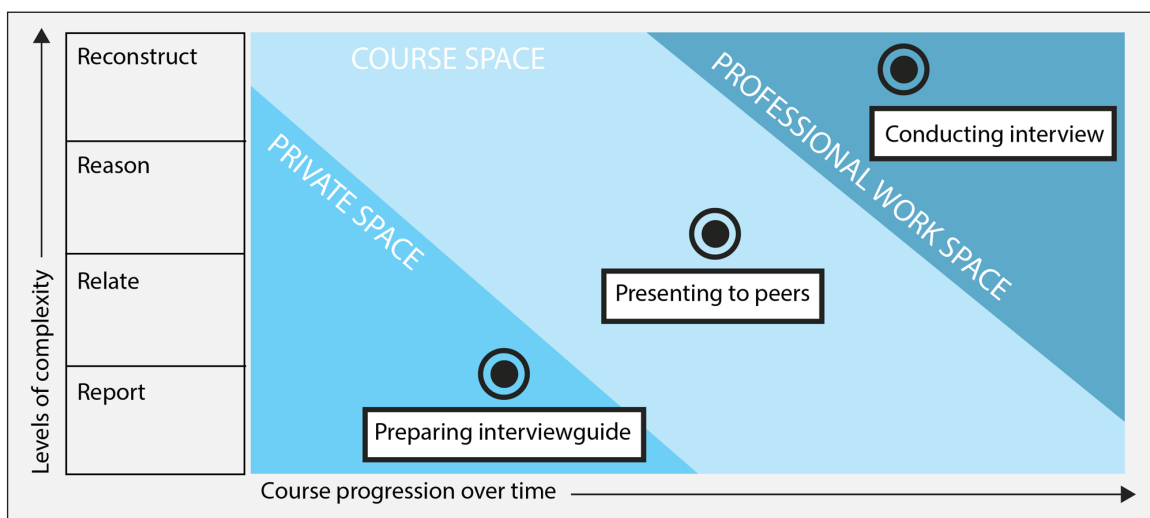 Levels of complexity
Reconstruct
Reason
Relate
Report
COURSE SPACE
PRIVATE SPACE
PROFESSIONAL WORK SPACE
Conducting interview
Presenting to peers
Preparing interviewguide
Course progression over time